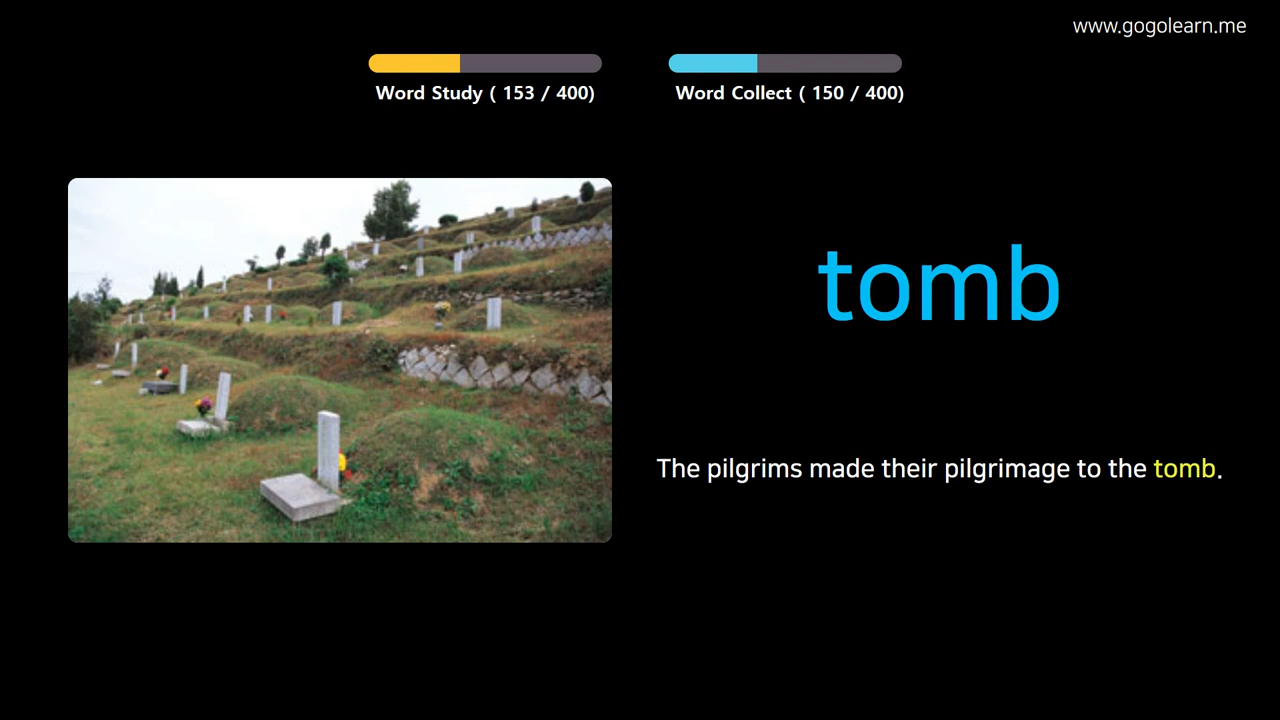 www.gogolearn.me
Word Study ( 153 / 400)
Word Collect ( 150 / 400)
tomb
The pilgrims made their pilgrimage to the tomb.